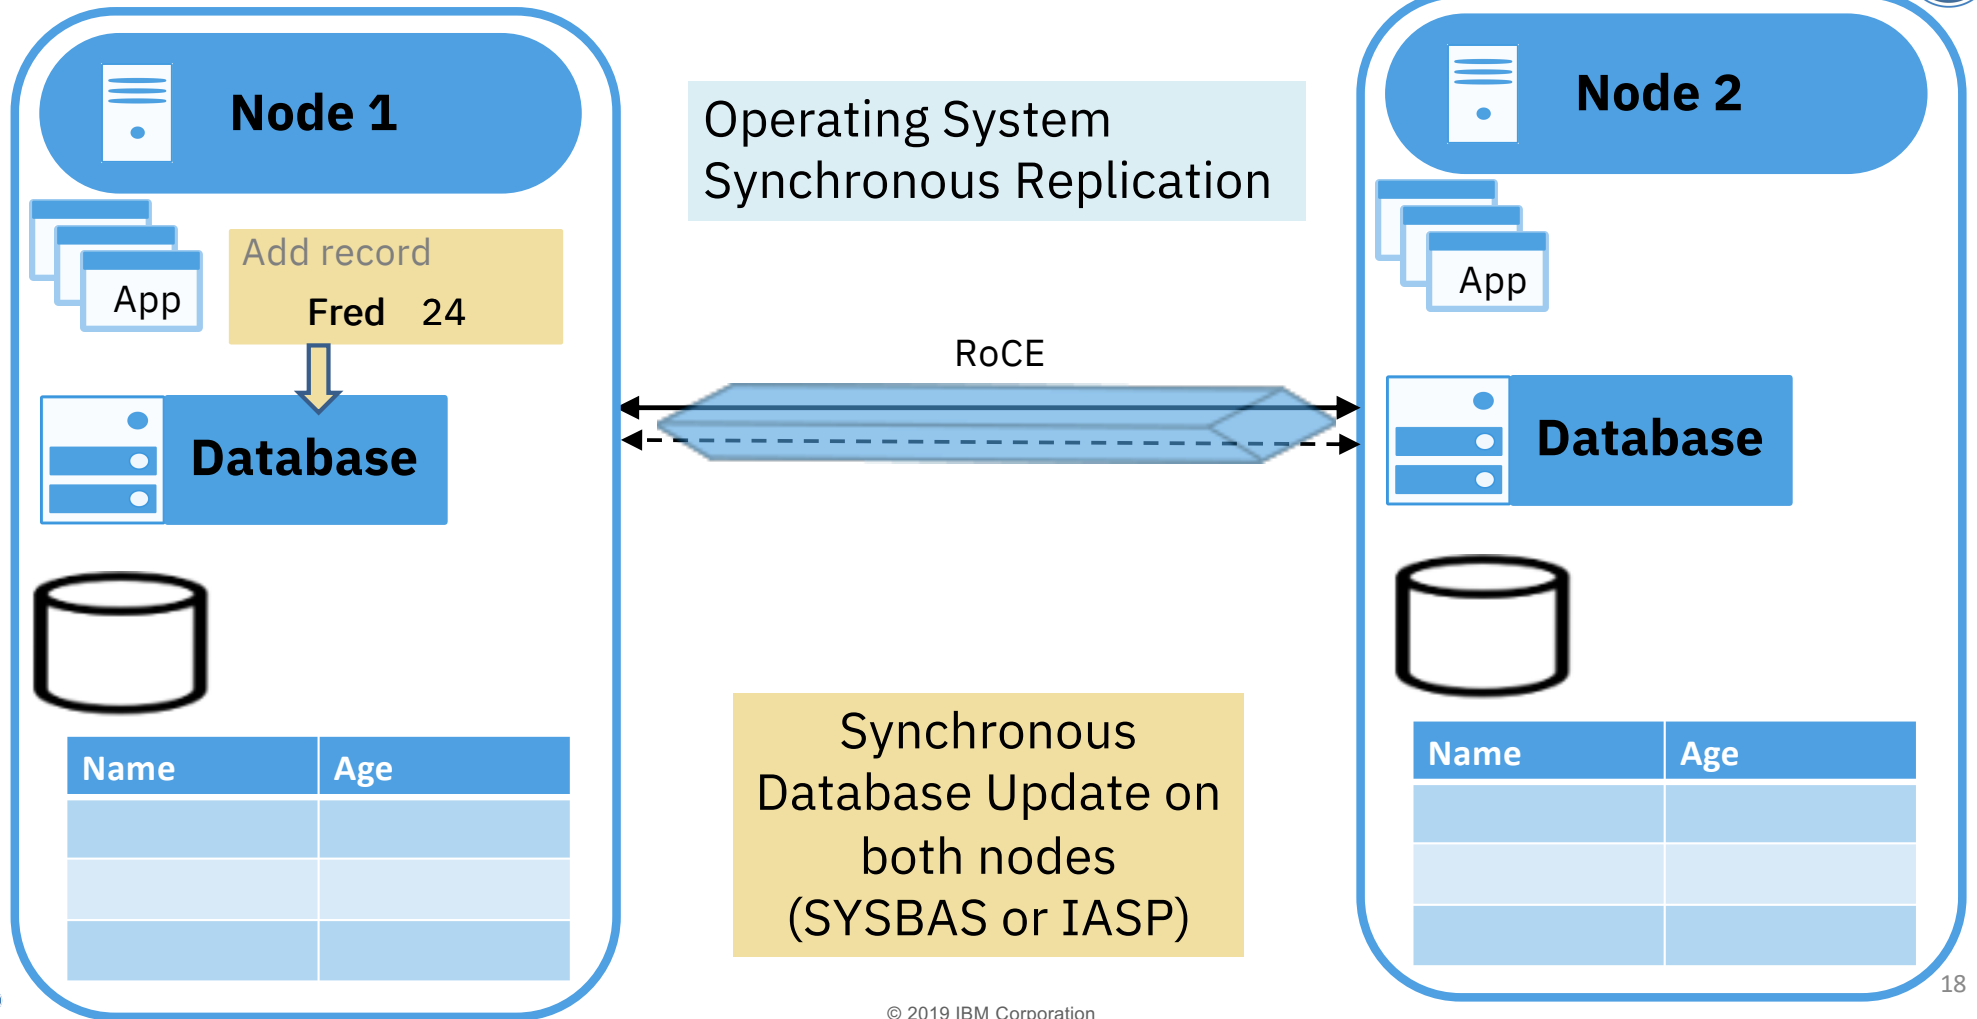 Node 1
Add record
Fred 24
App
Database
Name Age
Operating System
Synchronous Replication
RoCE
Synchronous
Database Update on
both nodes
(SYSBAS or IASP)
Node 2
App
Database
Name Age
18
© 2019 IBM Corporation